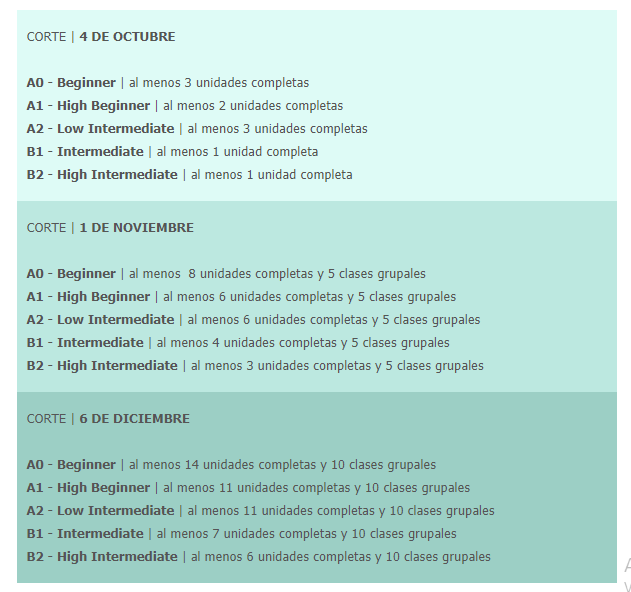 CORTE | 4 DE OCTUBRE
A0 - Beginner | al menos 3 unidades completas
A1 - High Beginner | al menos 2 unidades completas
A2 - Low Intermediate | al menos 3 unidades completas
B1 - Intermediate | al menos 1 unidad completa
B2 - High Intermediate | al menos 1 unidad completa
CORTE | 1 DE NOVIEMBRE
A0 - Beginner | al menos  8 unidades completas y 5 clases grupales
A1 - High Beginner | al menos 6 unidades completas y 5 clases grupales
A2 - Low Intermediate | al menos 6 unidades completas y 5 clases grupales
B1 - Intermediate | al menos 4 unidades completas y 5 clases grupales
B2 - High Intermediate | al menos 3 unidades completas y 5 clases grupales
CORTE | 6 DE DICIEMBRE
A0 - Beginner | al menos 14 unidades completas y 10 clases grupales
A1 - High Beginner | al menos 11 unidades completas y 10 clases grupales
A2 - Low Intermediate | al menos 11 unidades completas y 10 clases grupales
B1 - Intermediate | al menos 7 unidades completas y 10 clases grupales
B2 - High Intermediate | al menos 6 unidades completas y 10 clases grupales